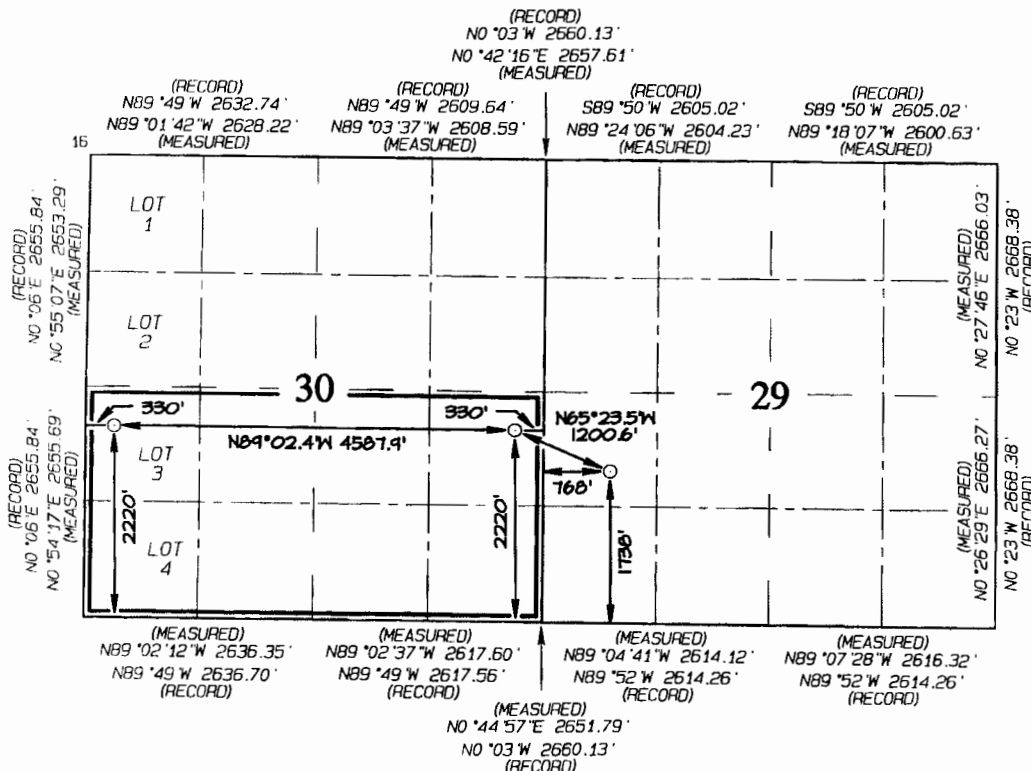 (RECORD)
N0°03'W 2660.13'
N0°42'16"E 2657.61'
(MEASURED)
(RECORD)
N89°49'W 2632.74'
N89°01'42"W 2628.22'
(MEASURED)
(RECORD)
N89°49'W 2609.64'
N89°03'37"W 2608.59'
(MEASURED)
(RECORD)
S89°50'W 2605.02'
N89°24'06"W 2604.23'
(MEASURED)
(RECORD)
S89°50'W 2605.02'
N89°18'07"W 2600.63'
(MEASURED)
16
LOT
1
LOT
2
(RECORD)
N0°06'E 2655.84'
N0°55'07"E 2653.29'
(MEASURED)
(MEASURED)
N0°27'46"E 2666.03'
N0°23'W 2668.38'
(RECORD)
30
29
330'
330'
N89°02.4'W 4587.9'
N65°23.5'W
1200.6'
768'
LOT
3
LOT
4
2220'
2220'
1738'
(RECORD)
N0°06'E 2655.84'
N0°54'17"E 2655.69'
(MEASURED)
(MEASURED)
N0°26'29"E 2666.27'
N0°23'W 2668.38'
(RECORD)
(MEASURED)
N89°02'12"W 2636.35'
N89°49'W 2636.70'
(RECORD)
(MEASURED)
N89°02'37"W 2617.60'
N89°49'W 2617.56'
(RECORD)
(MEASURED)
N89°04'41"W 2614.12'
N89°52'W 2614.26'
(RECORD)
(MEASURED)
N89°07'28"W 2616.32'
N89°52'W 2614.26'
(RECORD)
(MEASURED)
N0°44'57"E 2651.79'
N0°03'W 2660.13'
(RECORD)